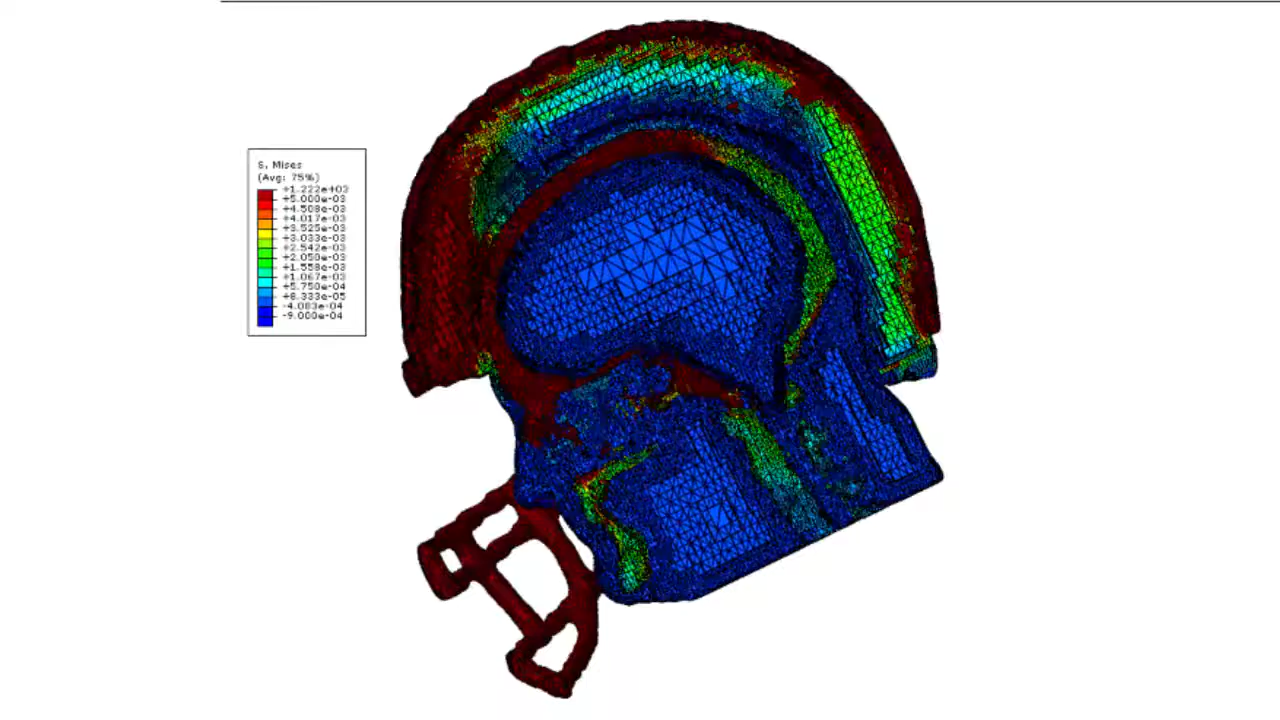 S, Mises
(Avg: 75%)
+1.222e+03
+5.000e-03
+4.508e-03
+4.017e-03
+3.525e-03
+3.033e-03
+2.542e-03
+2.050e-03
+1.558e-03
+1.067e-03
+5.750e-04
+8.333e-05
-4.083e-04
-9.000e-04